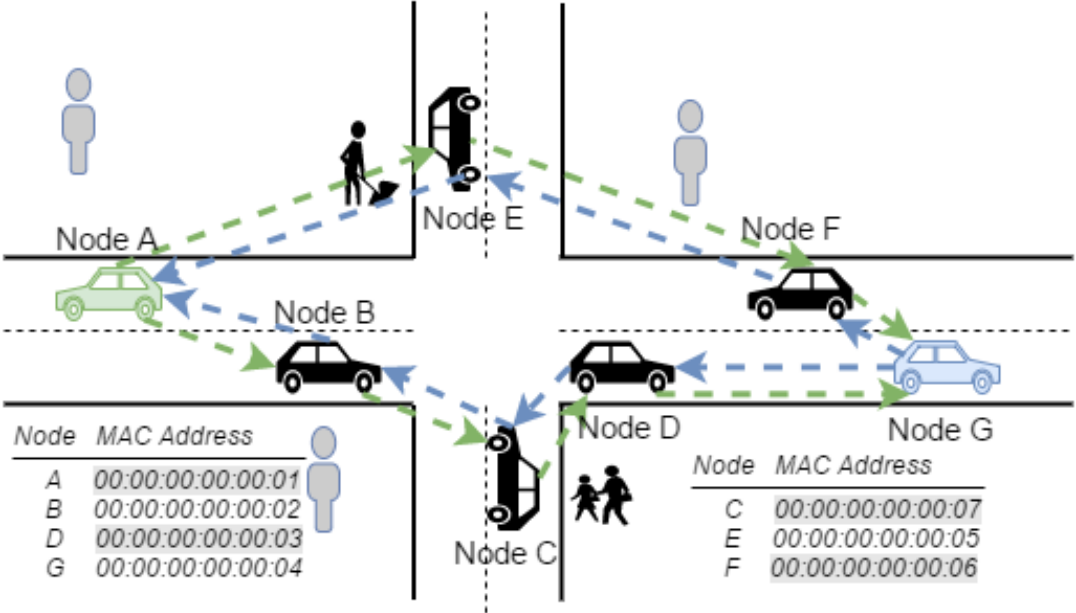 Node E
Node A
Node F
Node B
Node D
Node G
Node C
Node MAC Address
A 00:00:00:00:00:01
B 00:00:00:00:00:02
D 00:00:00:00:00:03
G 00:00:00:00:00:04
Node MAC Address
C 00:00:00:00:00:07
E 00:00:00:00:00:05
F 00:00:00:00:00:06